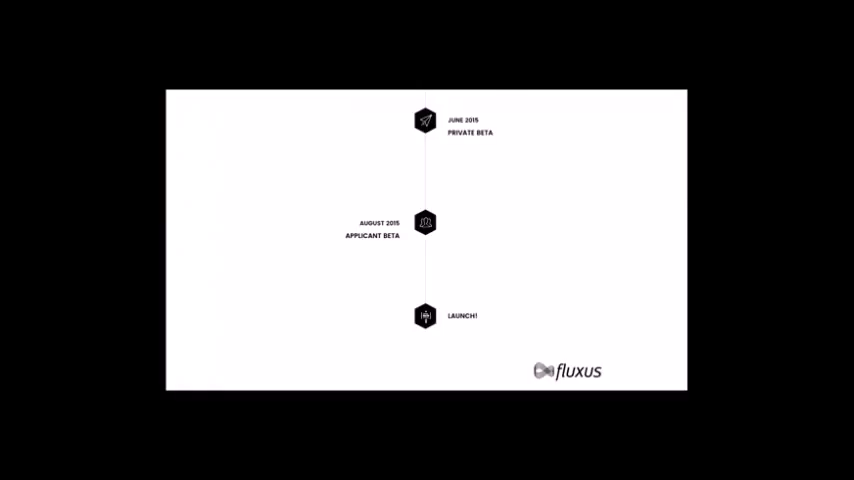 JUNE 2015
PRIVATE BETA
AUGUST 2015
APPLICANT BETA
LAUNCH!
fluxus